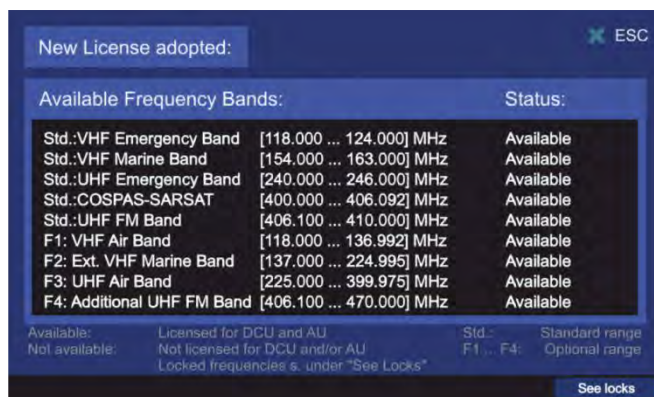 New License adopted:
ESC
Available Frequency Bands: Status:
Std.:VHF Emergency Band [118.000 ... 124.000] MHz Available
Std.:VHF Marine Band [154.000 ... 163.000] MHz Available
Std.:UHF Emergency Band [240.000 ... 246.000] MHz Available
Std.:COSPAS-SARSAT [400.000 ... 406.092] MHz Available
Std.:UHF FM Band [406.100 ... 410.000] MHz Available
F1: VHF Air Band [118.000 ... 136.992] MHz Available
F2: Ext. VHF Marine Band [137.000 ... 224.995] MHz Available
F3: UHF Air Band [225.000 ... 399.975] MHz Available
F4: Additional UHF FM Band [406.100 ... 470.000] MHz Available
Available: Licensed for DCU and AU Std.: Standard range
Not available: Not licensed for DCU and/or AU F1 ... F4: Optional range
Locked frequencies s. under "See Locks"
See locks